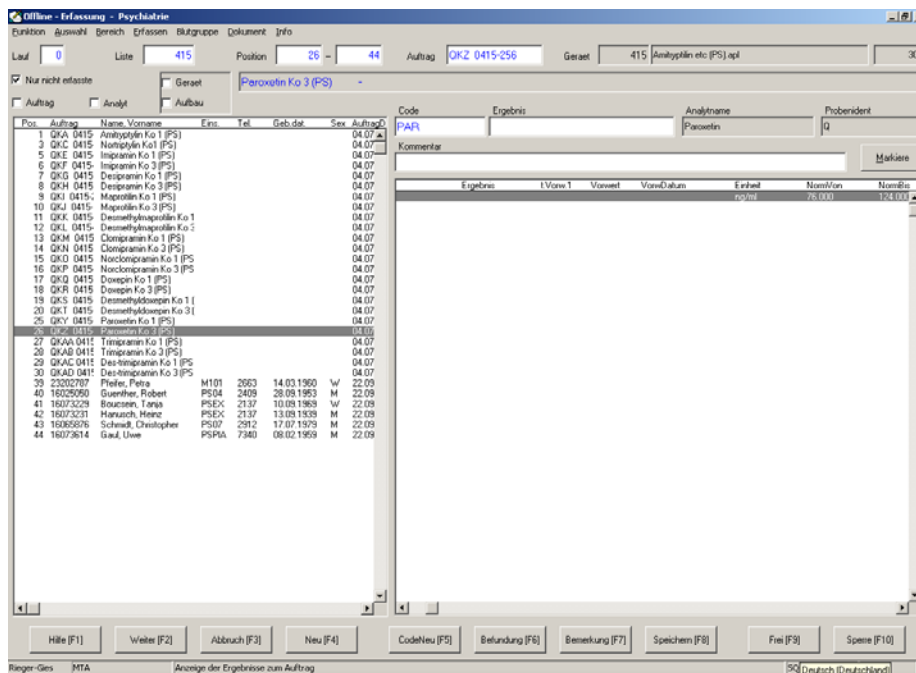 Offline - Erfassung - Psychiatrie
Funktion Auswahl Bereich Erfassen Blutgruppe Dokument Info
Lauf 0 Liste 415 Position 26 - 44 Auftrag QKZ 0415-256 Geraet 415 Amityptilin etc (PS).apl 30
Nur nicht erfasste Geraet Paroxetin Ko 3 (PS) -
Auftrag Analyt Aufbau
Code Ergebnis Analytname Probenident
PAR Paroxetin Q
Kommentar
Markiere
Pos. Auftrag Name, Vorname Eins. Tel. Geb.dat. Sex AuftragD
1 QKA 0415- Amitryptylin Ko 1 (PS) 04.07
3 QKC 0415- Nortriptylin Ko1 (PS) 04.07
5 QKE 0415- Imipramin Ko 1 (PS) 04.07
6 QKF 0415- Imipramin Ko 3 (PS) 04.07
7 QKG 0415- Desipramin Ko 1 (PS) 04.07
8 QKH 0415- Desipramin Ko 3 (PS) 04.07
9 QKI 0415-2 Maprotilin Ko 1 (PS) 04.07
10 QKJ 0415- Maprotilin Ko 3 (PS) 04.07
11 QKK 0415- Desmethylmaprotilin Ko 1 04.07
12 QKL 0415- Desmethylmaprotilin Ko 3 04.07
13 QKM 0415 Clomipramin Ko 1 (PS) 04.07
14 QKN 0415 Clomipramin Ko 3 (PS) 04.07
15 QKO 0415 Norclomipramin Ko 1 (PS 04.07
16 QKP 0415- Norclomipramin Ko 3 (PS 04.07
17 QKQ 0415 Doxepin Ko 1 (PS) 04.07
18 QKR 0415 Doxepin Ko 3 (PS) 04.07
19 QKS 0415- Desmethyldoxepin Ko 1 ( 04.07
20 QKT 0415- Desmethyldoxepin Ko 3 ( 04.07
25 QKY 0415- Paroxetin Ko 1 (PS) 04.07
26 QKZ 0415- Paroxetin Ko 3 (PS) 04.07
27 QKAA 041! Trimipramin Ko 1 (PS) 04.07
28 QKAB 041! Trimipramin Ko 3 (PS) 04.07
29 QKAC 041! Des-trimipramin Ko 1 (PS 04.07
30 QKAD 041! Des-trimipramin Ko 3 (PS 04.07
39 23202787 Pfeifer, Petra M101 2663 14.03.1960 W 22.09
40 16025050 Guenther, Robert PS04 2409 28.09.1953 M 22.09
41 16073229 Boucsein, Tanja PSEX 2137 10.09.1969 W 22.09
42 16073231 Hanusch, Heinz PSEX 2137 13.09.1939 M 22.09
43 16065876 Schmidt, Christopher PS07 2912 17.07.1979 M 22.09
44 16073614 Gaul, Uwe PSPIA 7340 08.02.1959 M 22.09
Ergebnis t.Vorw.1 Vorwert VorwDatum Einheit NormVon NormBis
ng/ml 76.000 124.000
Hilfe [F1] Weiter [F2] Abbruch [F3] Neu [F4] CodeNeu [F5] Befundung [F6] Bemerkung [F7] Speichern [F8] Frei [F9] Sperre [F10]
Rieger-Gies MTA Anzeige der Ergebnisse zum Auftrag SQ Deutsch (Deutschland)